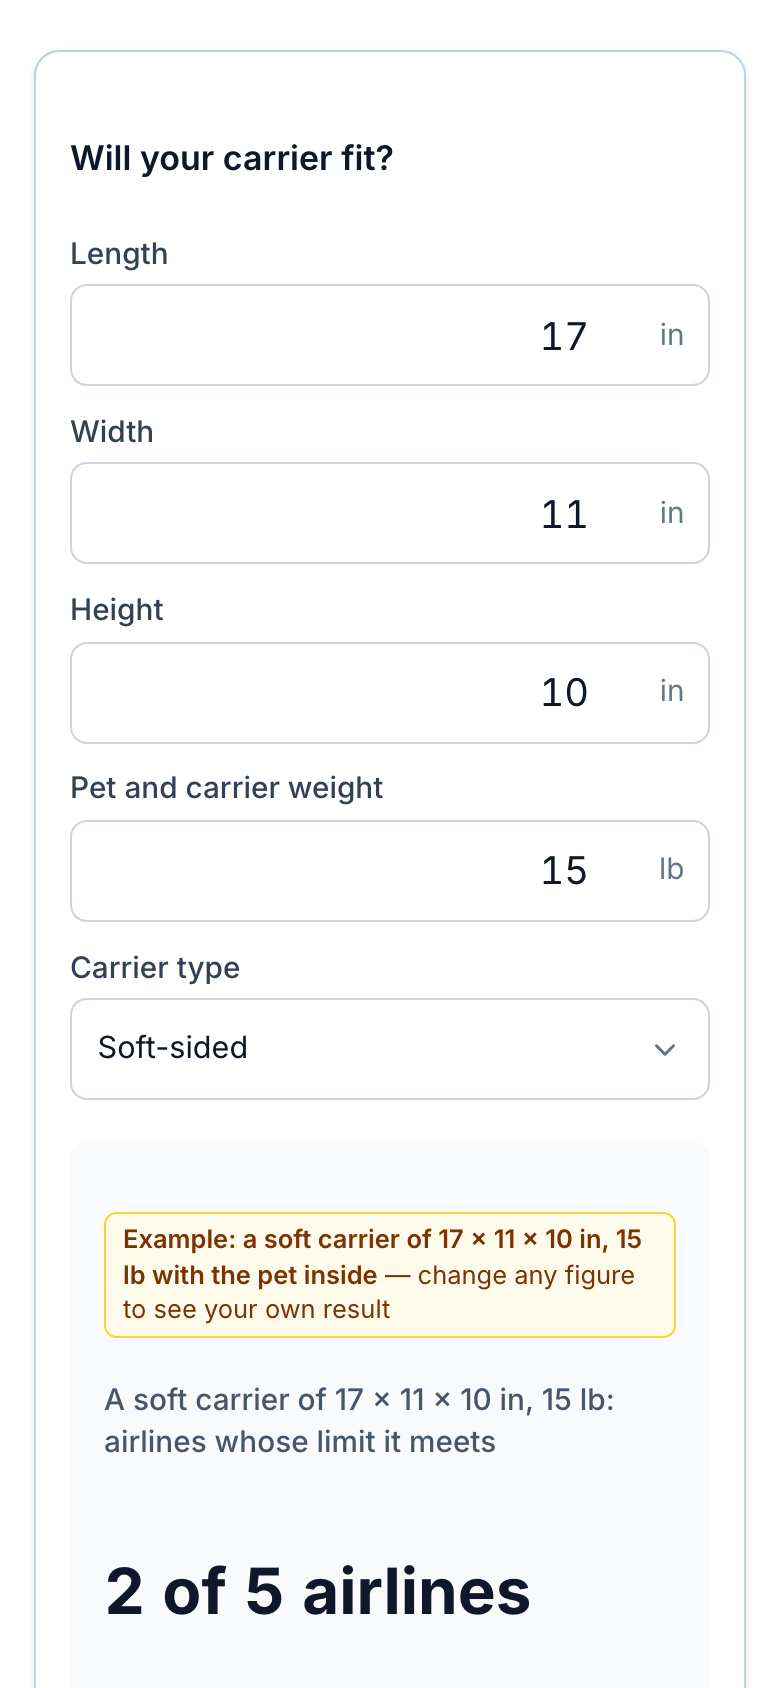 Will your carrier fit?
Length
17 in
Width
11 in
Height
10 in
Pet and carrier weight
15 lb
Carrier type
Soft-sided
Example: a soft carrier of 17 × 11 × 10 in, 15
lb with the pet inside — change any figure
to see your own result
A soft carrier of 17 × 11 × 10 in, 15 lb:
airlines whose limit it meets
2 of 5 airlines